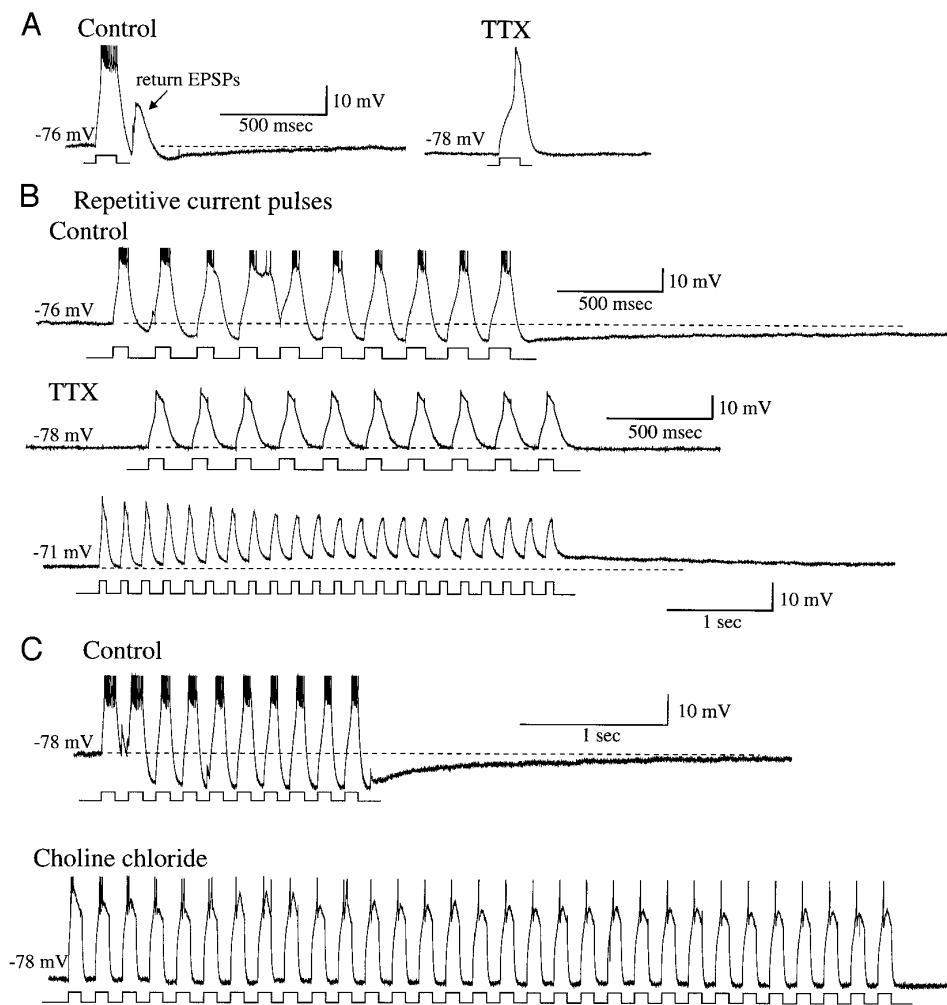 A
Control
TTX
return EPSPs
10 mV
500 msec
-76 mV
-78 mV
B Repetitive current pulses
Control
10 mV
500 msec
-76 mV
TTX
10 mV
500 msec
-78 mV
-71 mV
10 mV
1 sec
C Control
10 mV
1 sec
-78 mV
Choline chloride
-78 mV